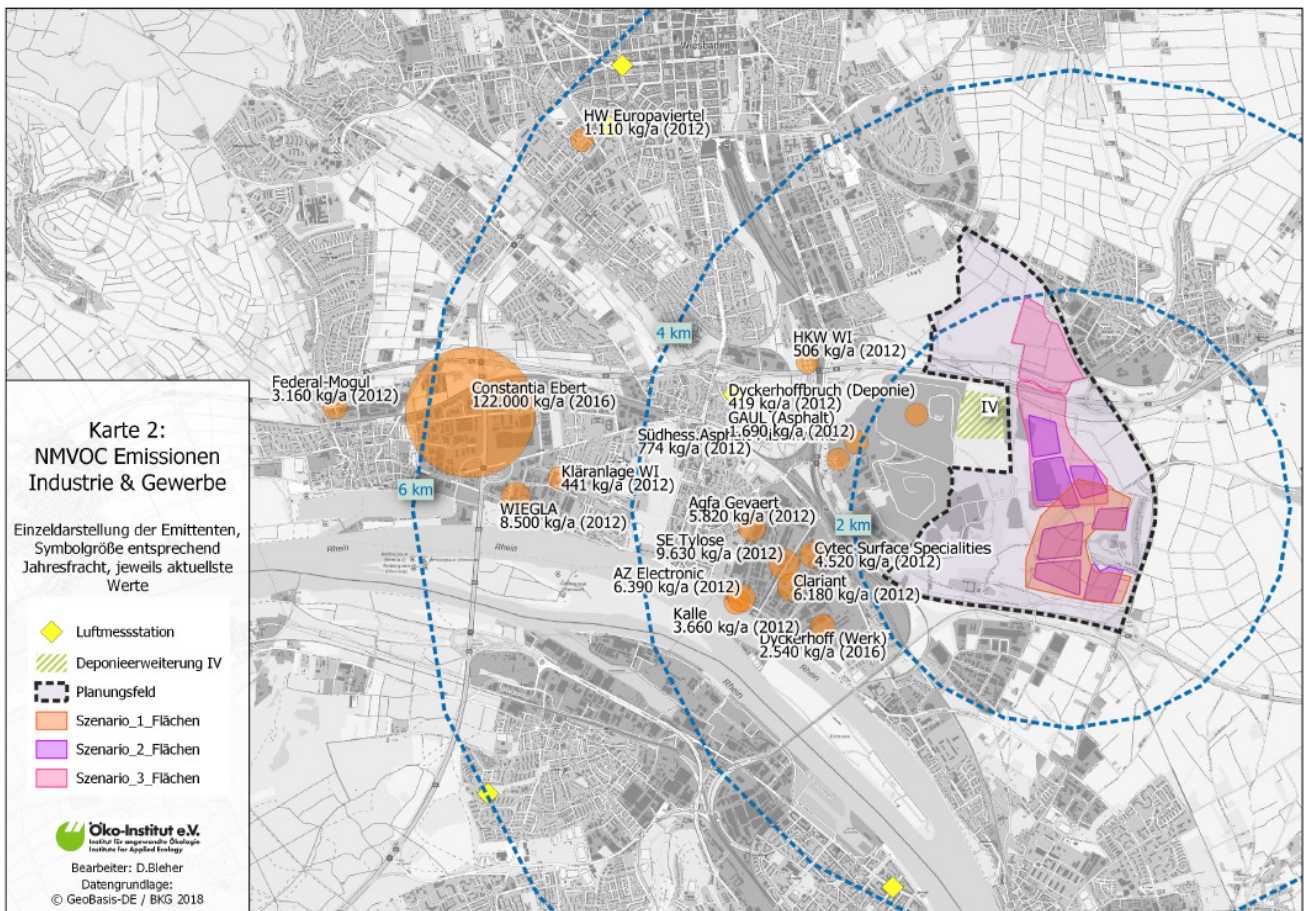 Wiesbaden
HW Europaviertel
1.110 kg/a (2012)
4 km
HKW WI
506 kg/a (2012)
Federal-Mogul
3.160 kg/a (2012)
Constantia Ebert
122.000 kg/a (2016)
Dyckerhoffbruch (Deponie)
419 kg/a (2012)
GAUL (Asphalt)
1.690 kg/a (2012)
Südhess.Asphalt
774 kg/a (2012)
IV
Kläranlage WI
441 kg/a (2012)
6 km
WIEGLA
8.500 kg/a (2012)
Agfa Gevaert
5.820 kg/a (2012)
2 km
SE Tylose
9.630 kg/a (2012)
Cytec Surface Specialities
4.520 kg/a (2012)
AZ Electronic
6.390 kg/a (2012)
Clariant
6.180 kg/a (2012)
Kalle
3.660 kg/a (2012)
Dyckerhoff (Werk)
2.540 kg/a (2016)
Rhein
Rhein
Rhein
Rhein
Karte 2:
NMVOC Emissionen
Industrie & Gewerbe
Einzeldarstellung der Emittenten,
Symbolgröße entsprechend
Jahresfracht, jeweils aktuellste
Werte
Luftmessstation
Deponieerweiterung IV
Planungsfeld
Szenario_1_Flächen
Szenario_2_Flächen
Szenario_3_Flächen
Öko-Institut e.V.
Institut für angewandte Ökologie
Institute for Applied Ecology
Bearbeiter: D.Bleher
Datengrundlage:
© GeoBasis-DE / BKG 2018